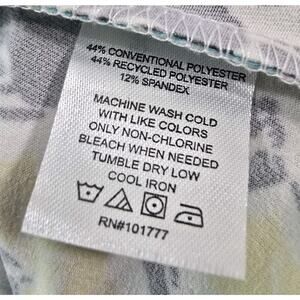 44% CONVENTIONAL POLYESTER
44% RECYCLED POLYESTER
12% SPANDEX
MACHINE WASH COLD
WITH LIKE COLORS
ONLY NON-CHLORINE
BLEACH WHEN NEEDED
TUMBLE DRY LOW
COOL IRON
RN#101777